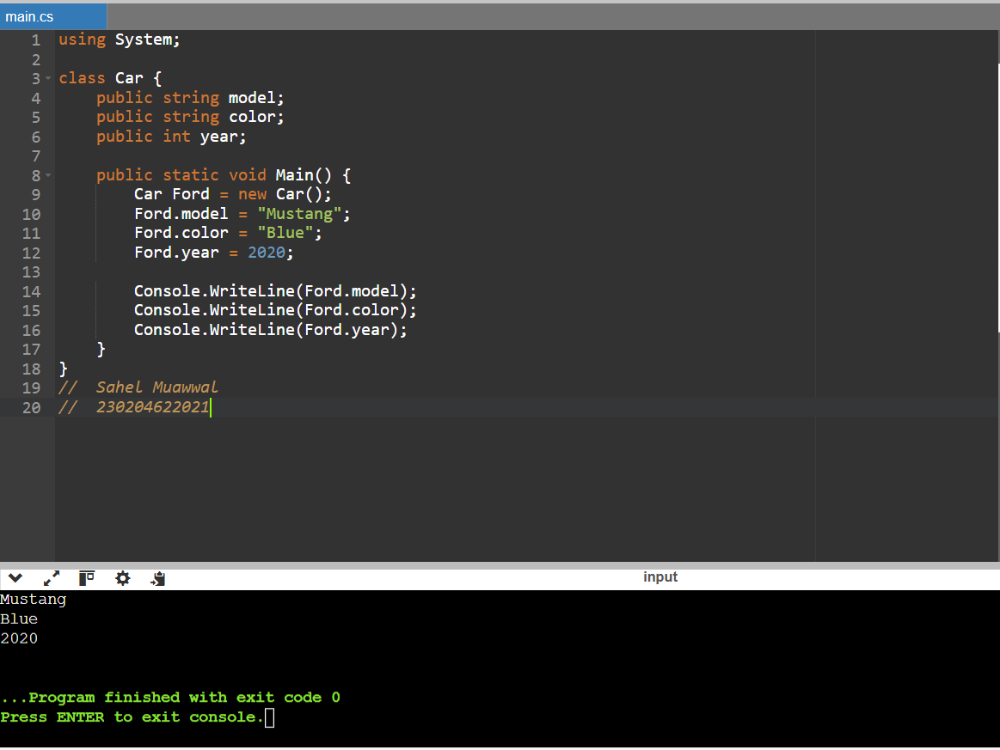 main.cs
1 using System;
2
3 class Car {
4     public string model;
5     public string color;
6     public int year;
7
8     public static void Main() {
9         Car Ford = new Car();
10         Ford.model = "Mustang";
11         Ford.color = "Blue";
12         Ford.year = 2020;
13
14         Console.WriteLine(Ford.model);
15         Console.WriteLine(Ford.color);
16         Console.WriteLine(Ford.year);
17     }
18 }
19 //  Sahel Muawwal
20 //  230204622021
input
Mustang
Blue
2020
...Program finished with exit code 0
Press ENTER to exit console.